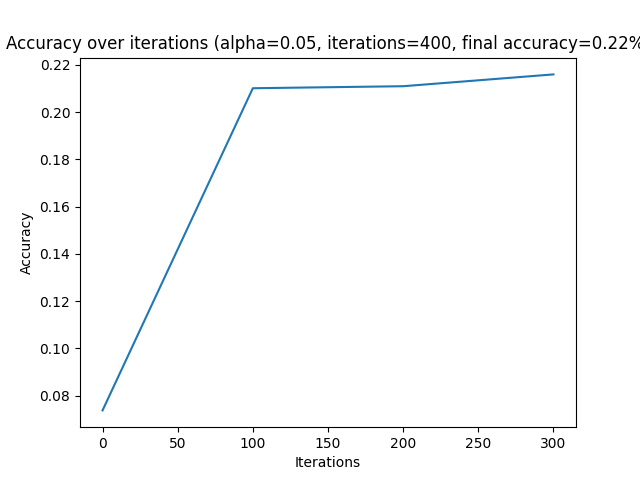 Accuracy over iterations (alpha=0.05, iterations=400, final accuracy=0.22%
0.22
0.20
0.18
0.16
0.14
0.12
0.10
0.08
Accuracy
0 50 100 150 200 250 300
Iterations